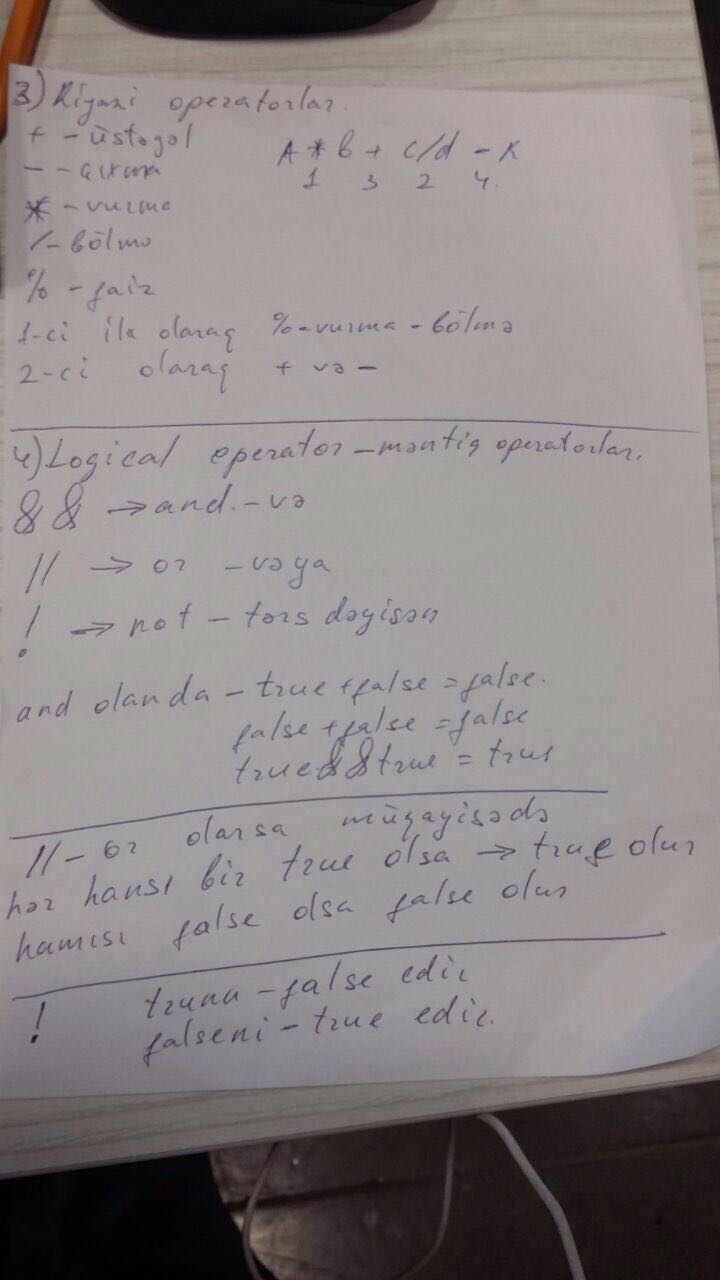 3) Riyazi operatorlar.
+ - üstəgəl
- - çıxma
A * b + c/d - K
1 3 2 4.
* - vurma
/ - bölmə
% - faiz
1-ci ilk olaraq % - vurma - bölmə
2-ci olaraq + və -
4) Logical operator - məntiq operatorları.
&& → and. - və
// → or - vəya
! → not - tərs dəyişən
and olanda - true + false = false.
false + false = false
true && true = true
// - or olarsa müqayisədə
hər hansı bir true olsa → true olur
hamısı false olsa false olur
! trunu - false edir
falseni - true edir.